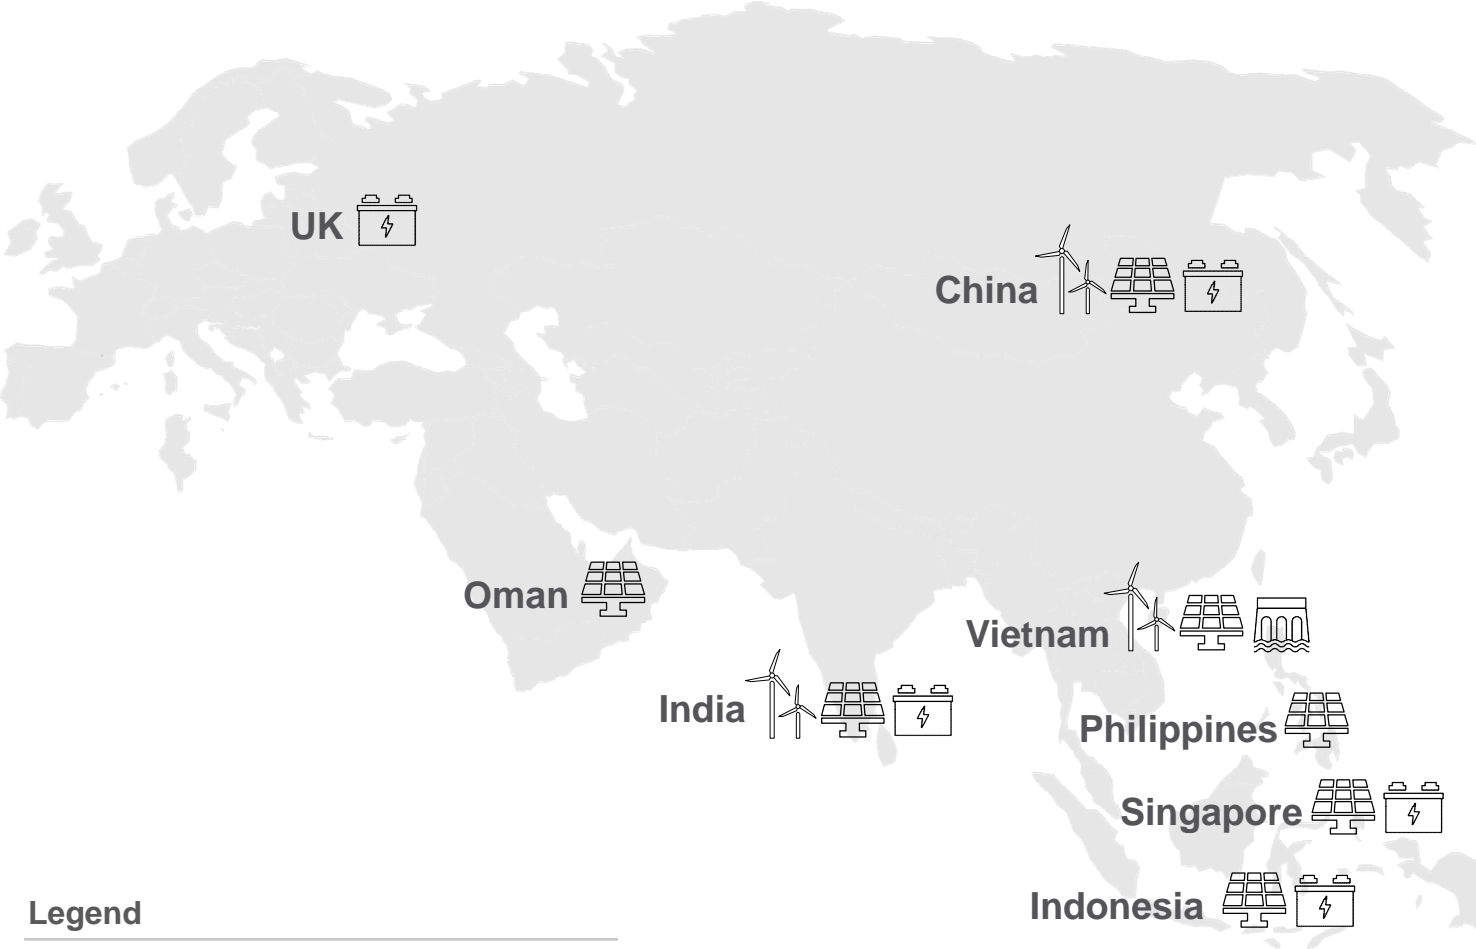 UK
China
Oman
Vietnam
India
Philippines
Singapore
Indonesia
Legend